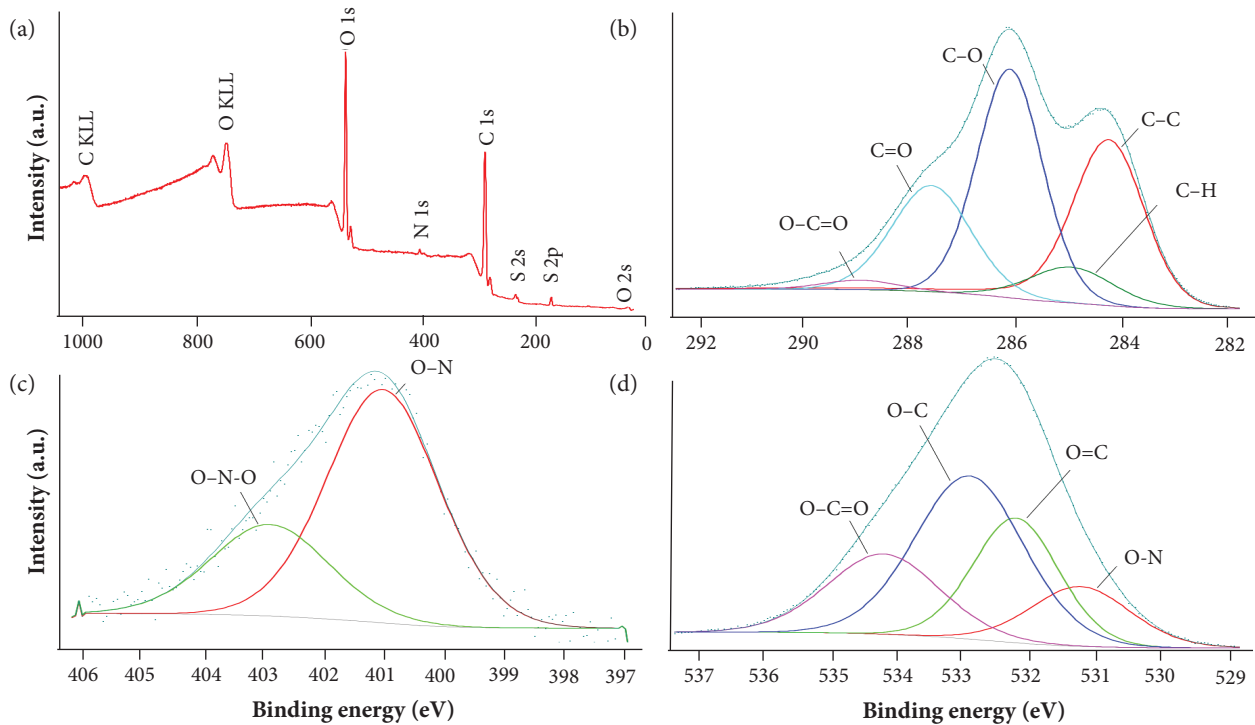 (a)
Intensity (a.u.)
C KLL
O KLL
O 1s
N 1s
C 1s
S 2s
S 2p
O 2s
1000 800 600 400 200 0
(b)
C–O
C–C
C=O
C–H
O–C=O
292 290 288 286 284 282
(c)
Intensity (a.u.)
O–N
O–N-O
406 405 404 403 402 401 400 399 398 397
Binding energy (eV)
(d)
O–C
O=C
O–C=O
O-N
537 536 535 534 533 532 531 530 529
Binding energy (eV)